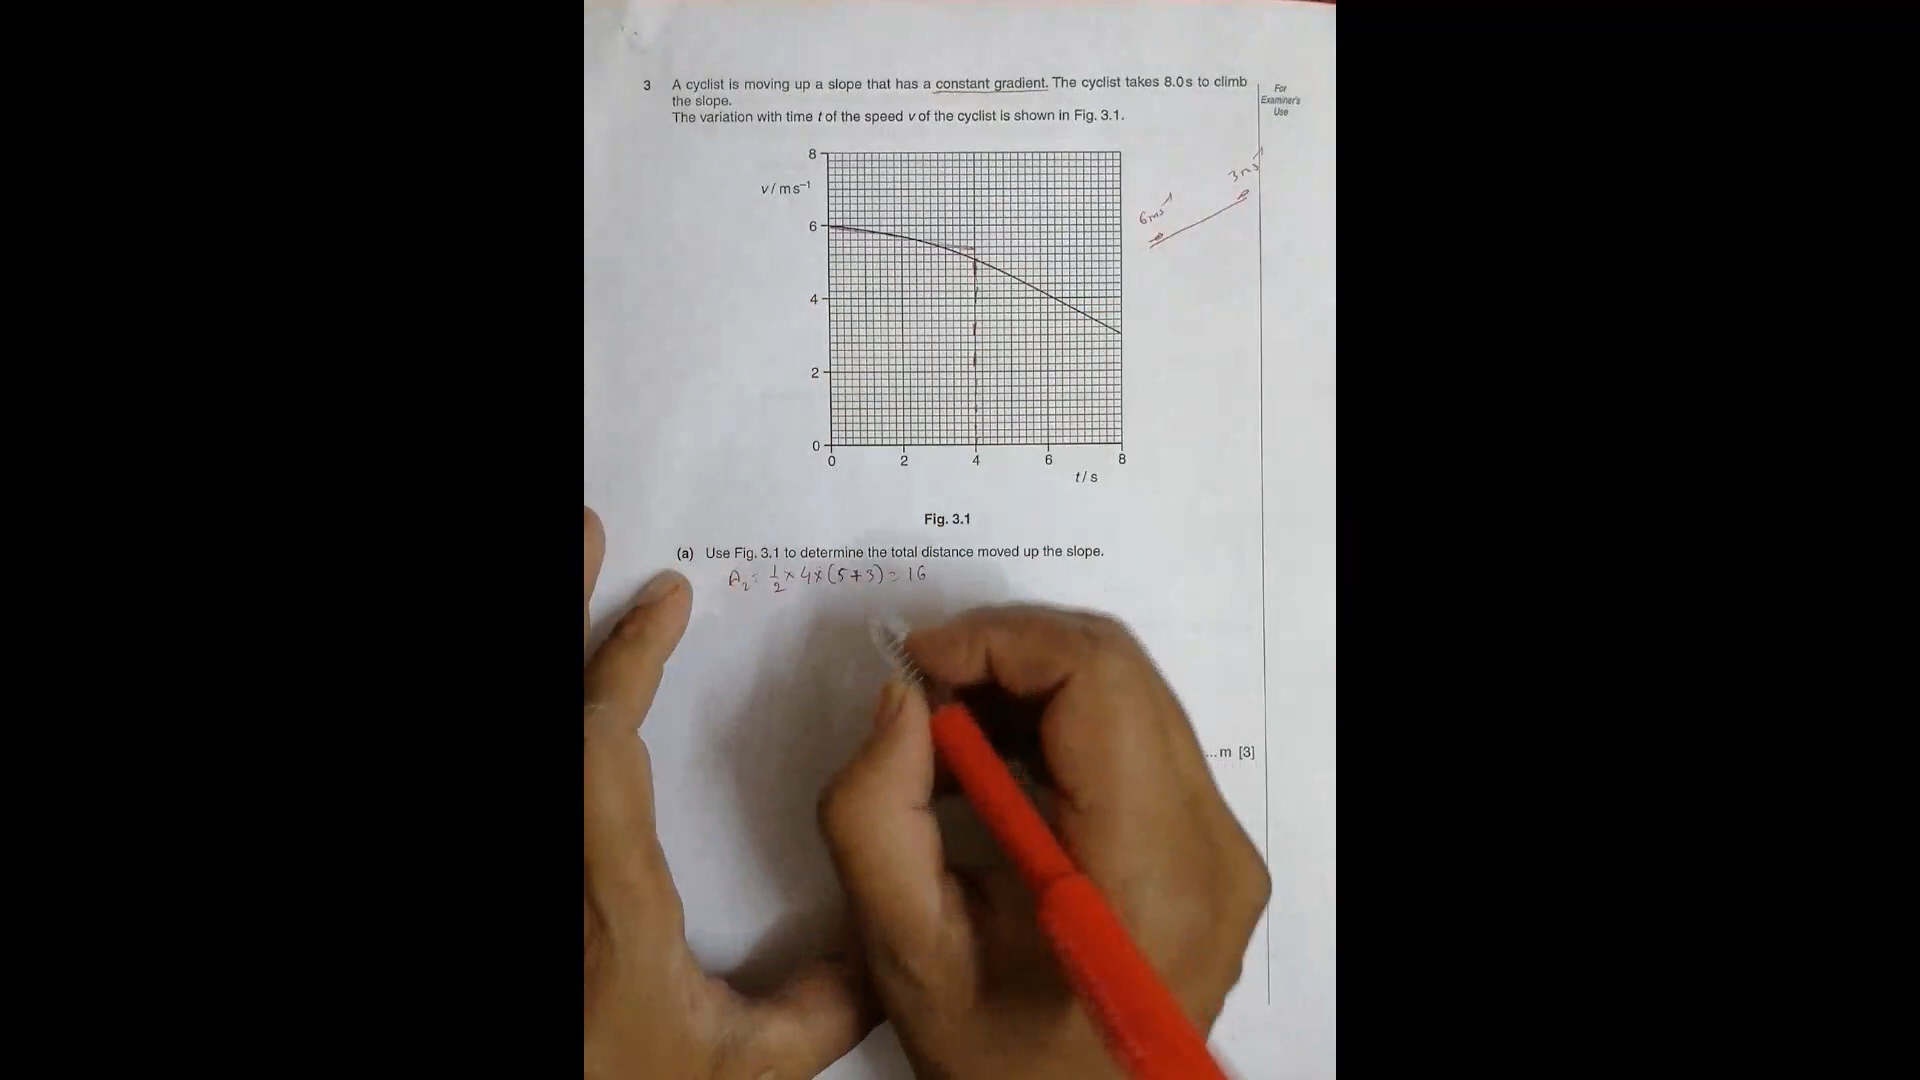 3 A cyclist is moving up a slope that has a constant gradient. The cyclist takes 8.0s to climb
the slope.
The variation with time t of the speed v of the cyclist is shown in Fig. 3.1.
For
Examiner's
Use
8
v/ms⁻¹
6
4
2
0
0 2 4 6 8
t/s
6ms⁻¹
3ms⁻¹
Fig. 3.1
(a) Use Fig. 3.1 to determine the total distance moved up the slope.
A₂ = 1/2 × 4 × (5+3) = 16
...m [3]